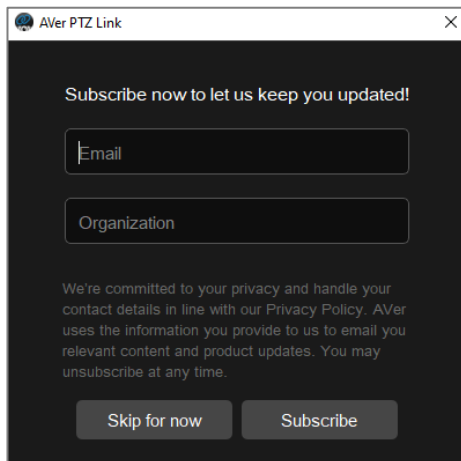 AVer PTZ Link
Subscribe now to let us keep you updated!
Email
Organization
We're committed to your privacy and handle your
contact details in line with our Privacy Policy. AVer
uses the information you provide to us to email you
relevant content and product updates. You may
unsubscribe at any time.
Skip for now
Subscribe